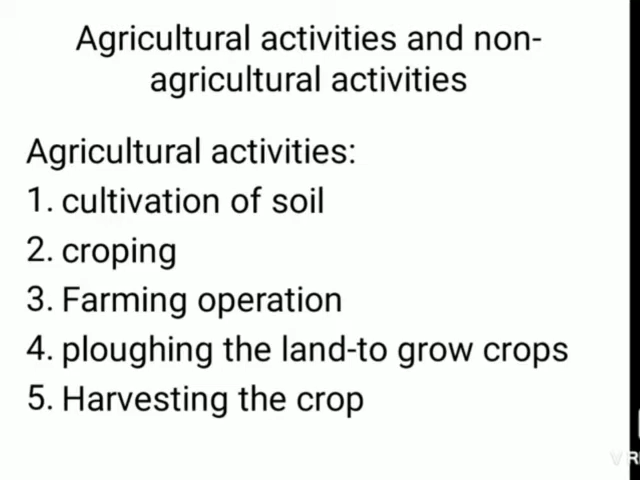 Agricultural activities and non-
agricultural activities
Agricultural activities:
1. cultivation of soil
2. croping
3. Farming operation
4. ploughing the land-to grow crops
5. Harvesting the crop